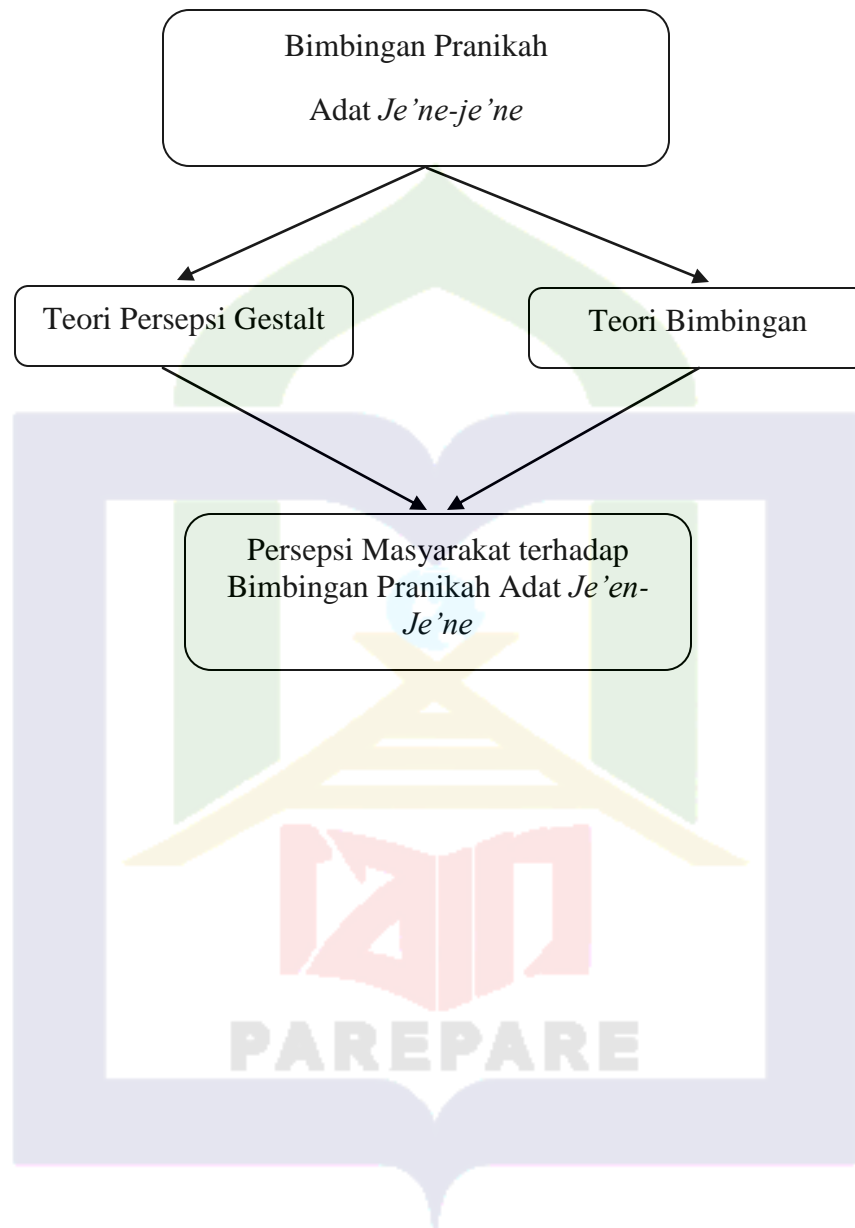 Bimbingan Pranikah
Adat Je’ne-je’ne
Teori Persepsi Gestalt
Teori Bimbingan
Persepsi Masyarakat terhadap
Bimbingan Pranikah Adat Je’en-
Je’ne
iain
PAREPARE